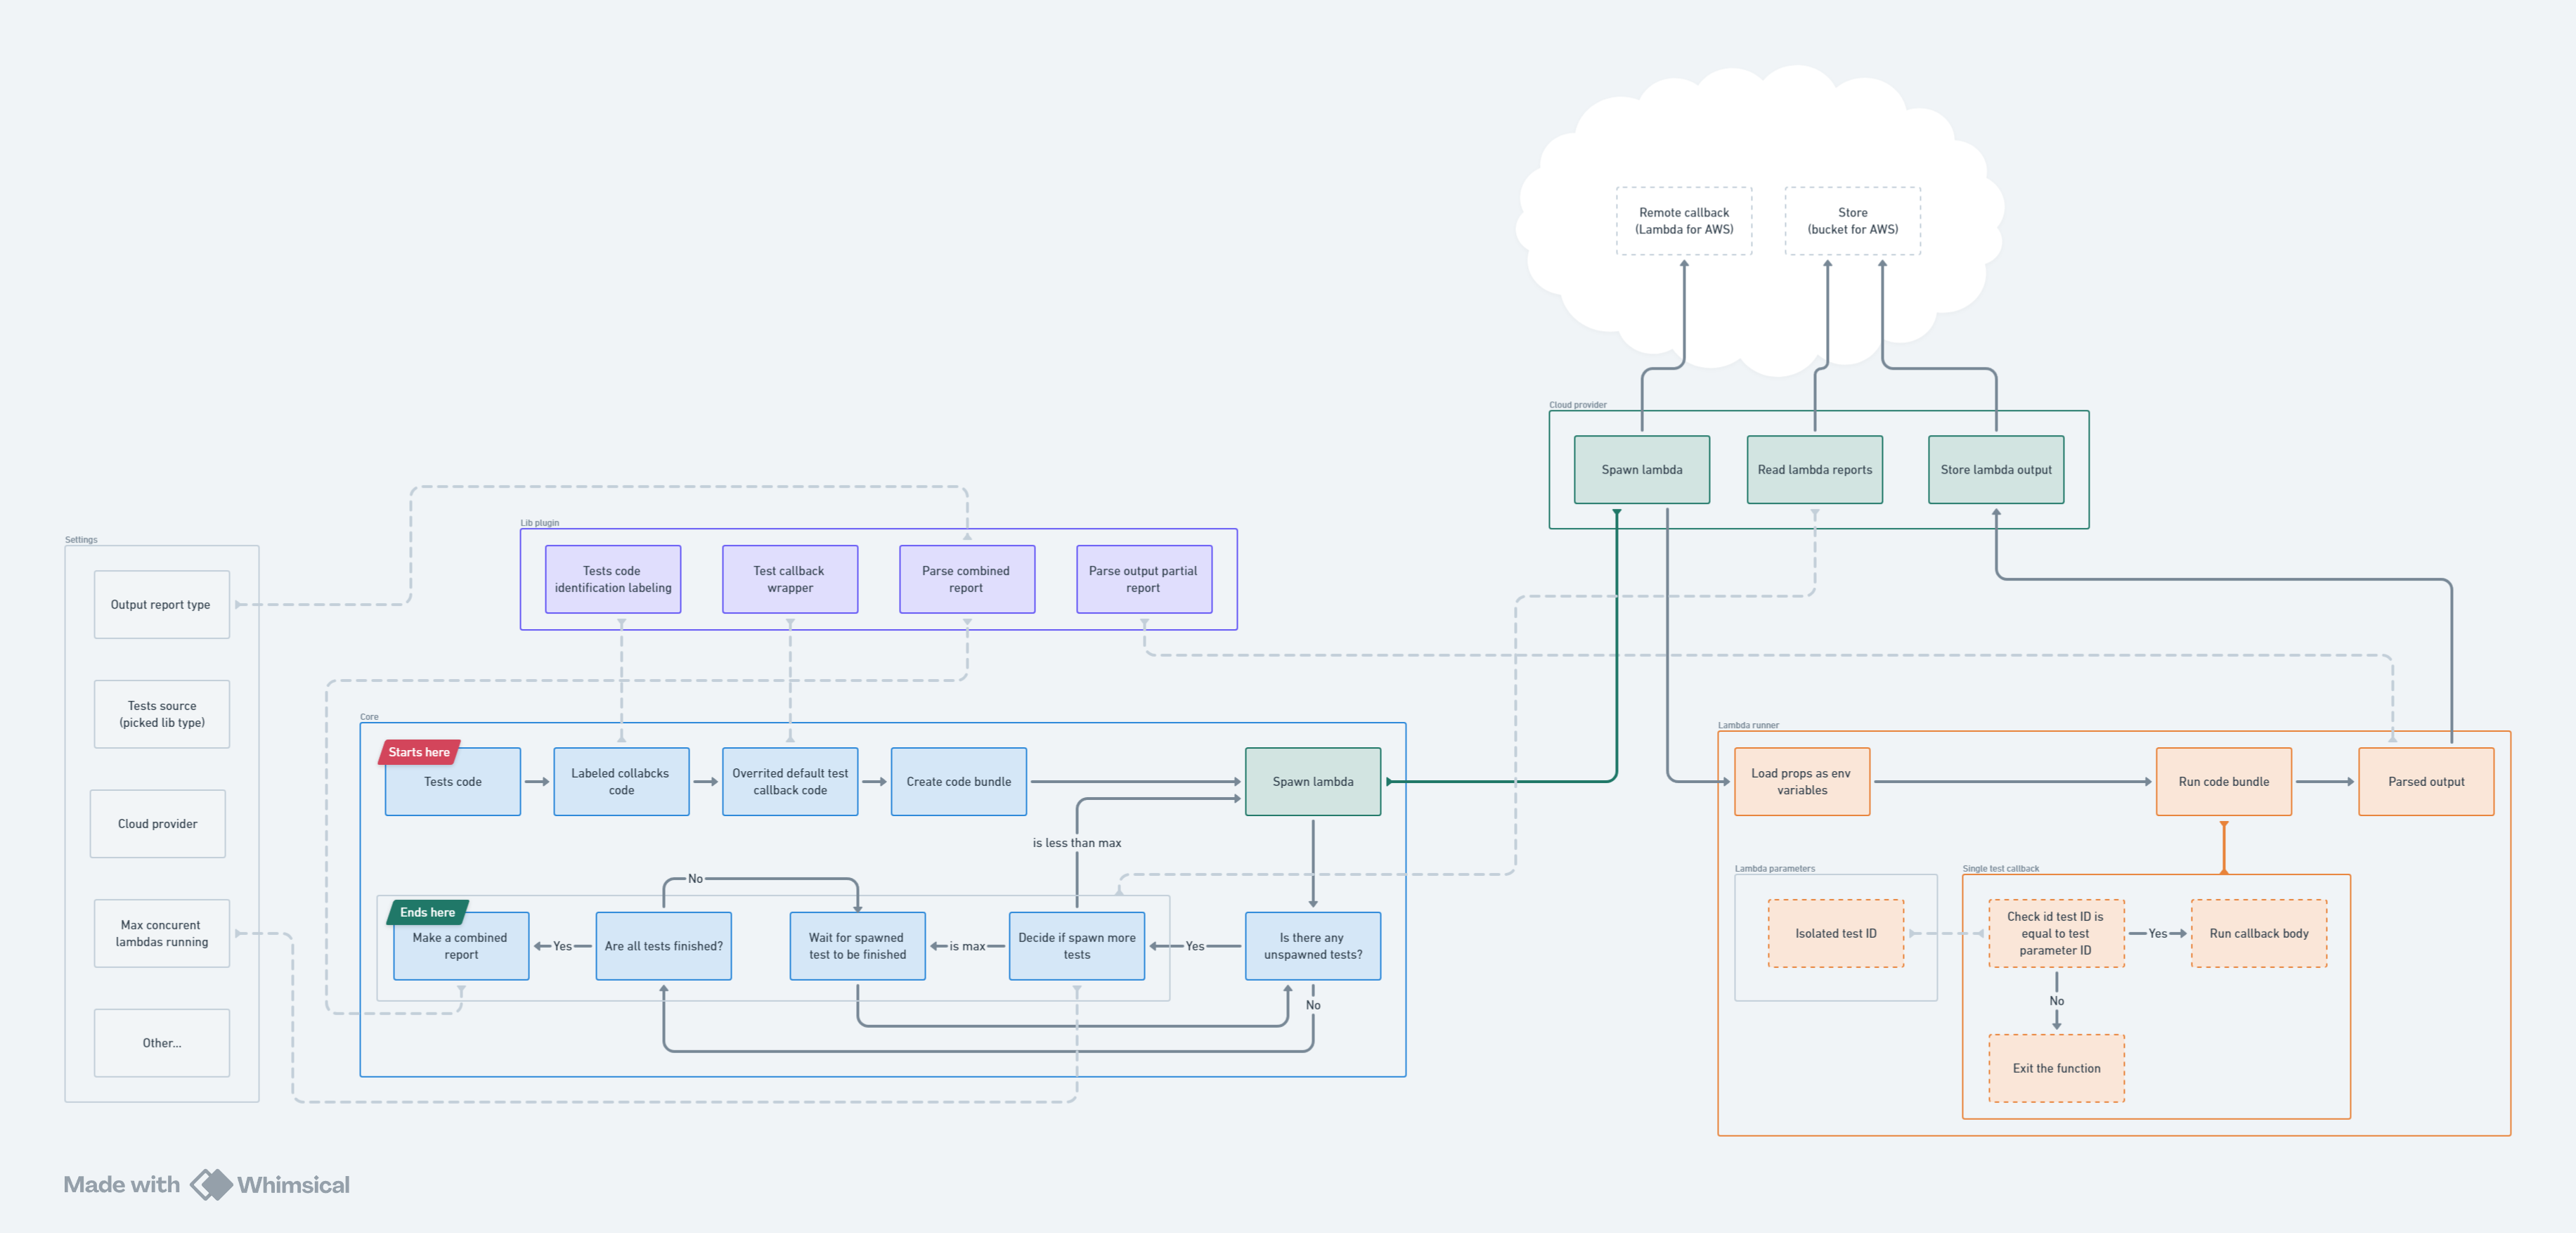 Remote callback
(Lambda for AWS)
Store
(bucket for AWS)
Cloud provider
Spawn lambda
Read lambda reports
Store lambda output
Lib plugin
Tests code
identification labeling
Test callback
wrapper
Parse combined
report
Parse output partial
report
Settings
Output report type
Tests source
(picked lib type)
Cloud provider
Max concurent
lambdas running
Other...
Core
Starts here
Tests code
Labeled collabcks
code
Overrited default test
callback code
Create code bundle
Spawn lambda
is less than max
No
Ends here
Make a combined
report
Yes
Are all tests finished?
Wait for spawned
test to be finished
is max
Decide if spawn more
tests
Yes
Is there any
unspawned tests?
No
Lambda runner
Load props as env
variables
Run code bundle
Parsed output
Lambda parameters
Isolated test ID
Single test callback
Check id test ID is
equal to test
parameter ID
Yes
Run callback body
No
Exit the function
Made with Whimsical